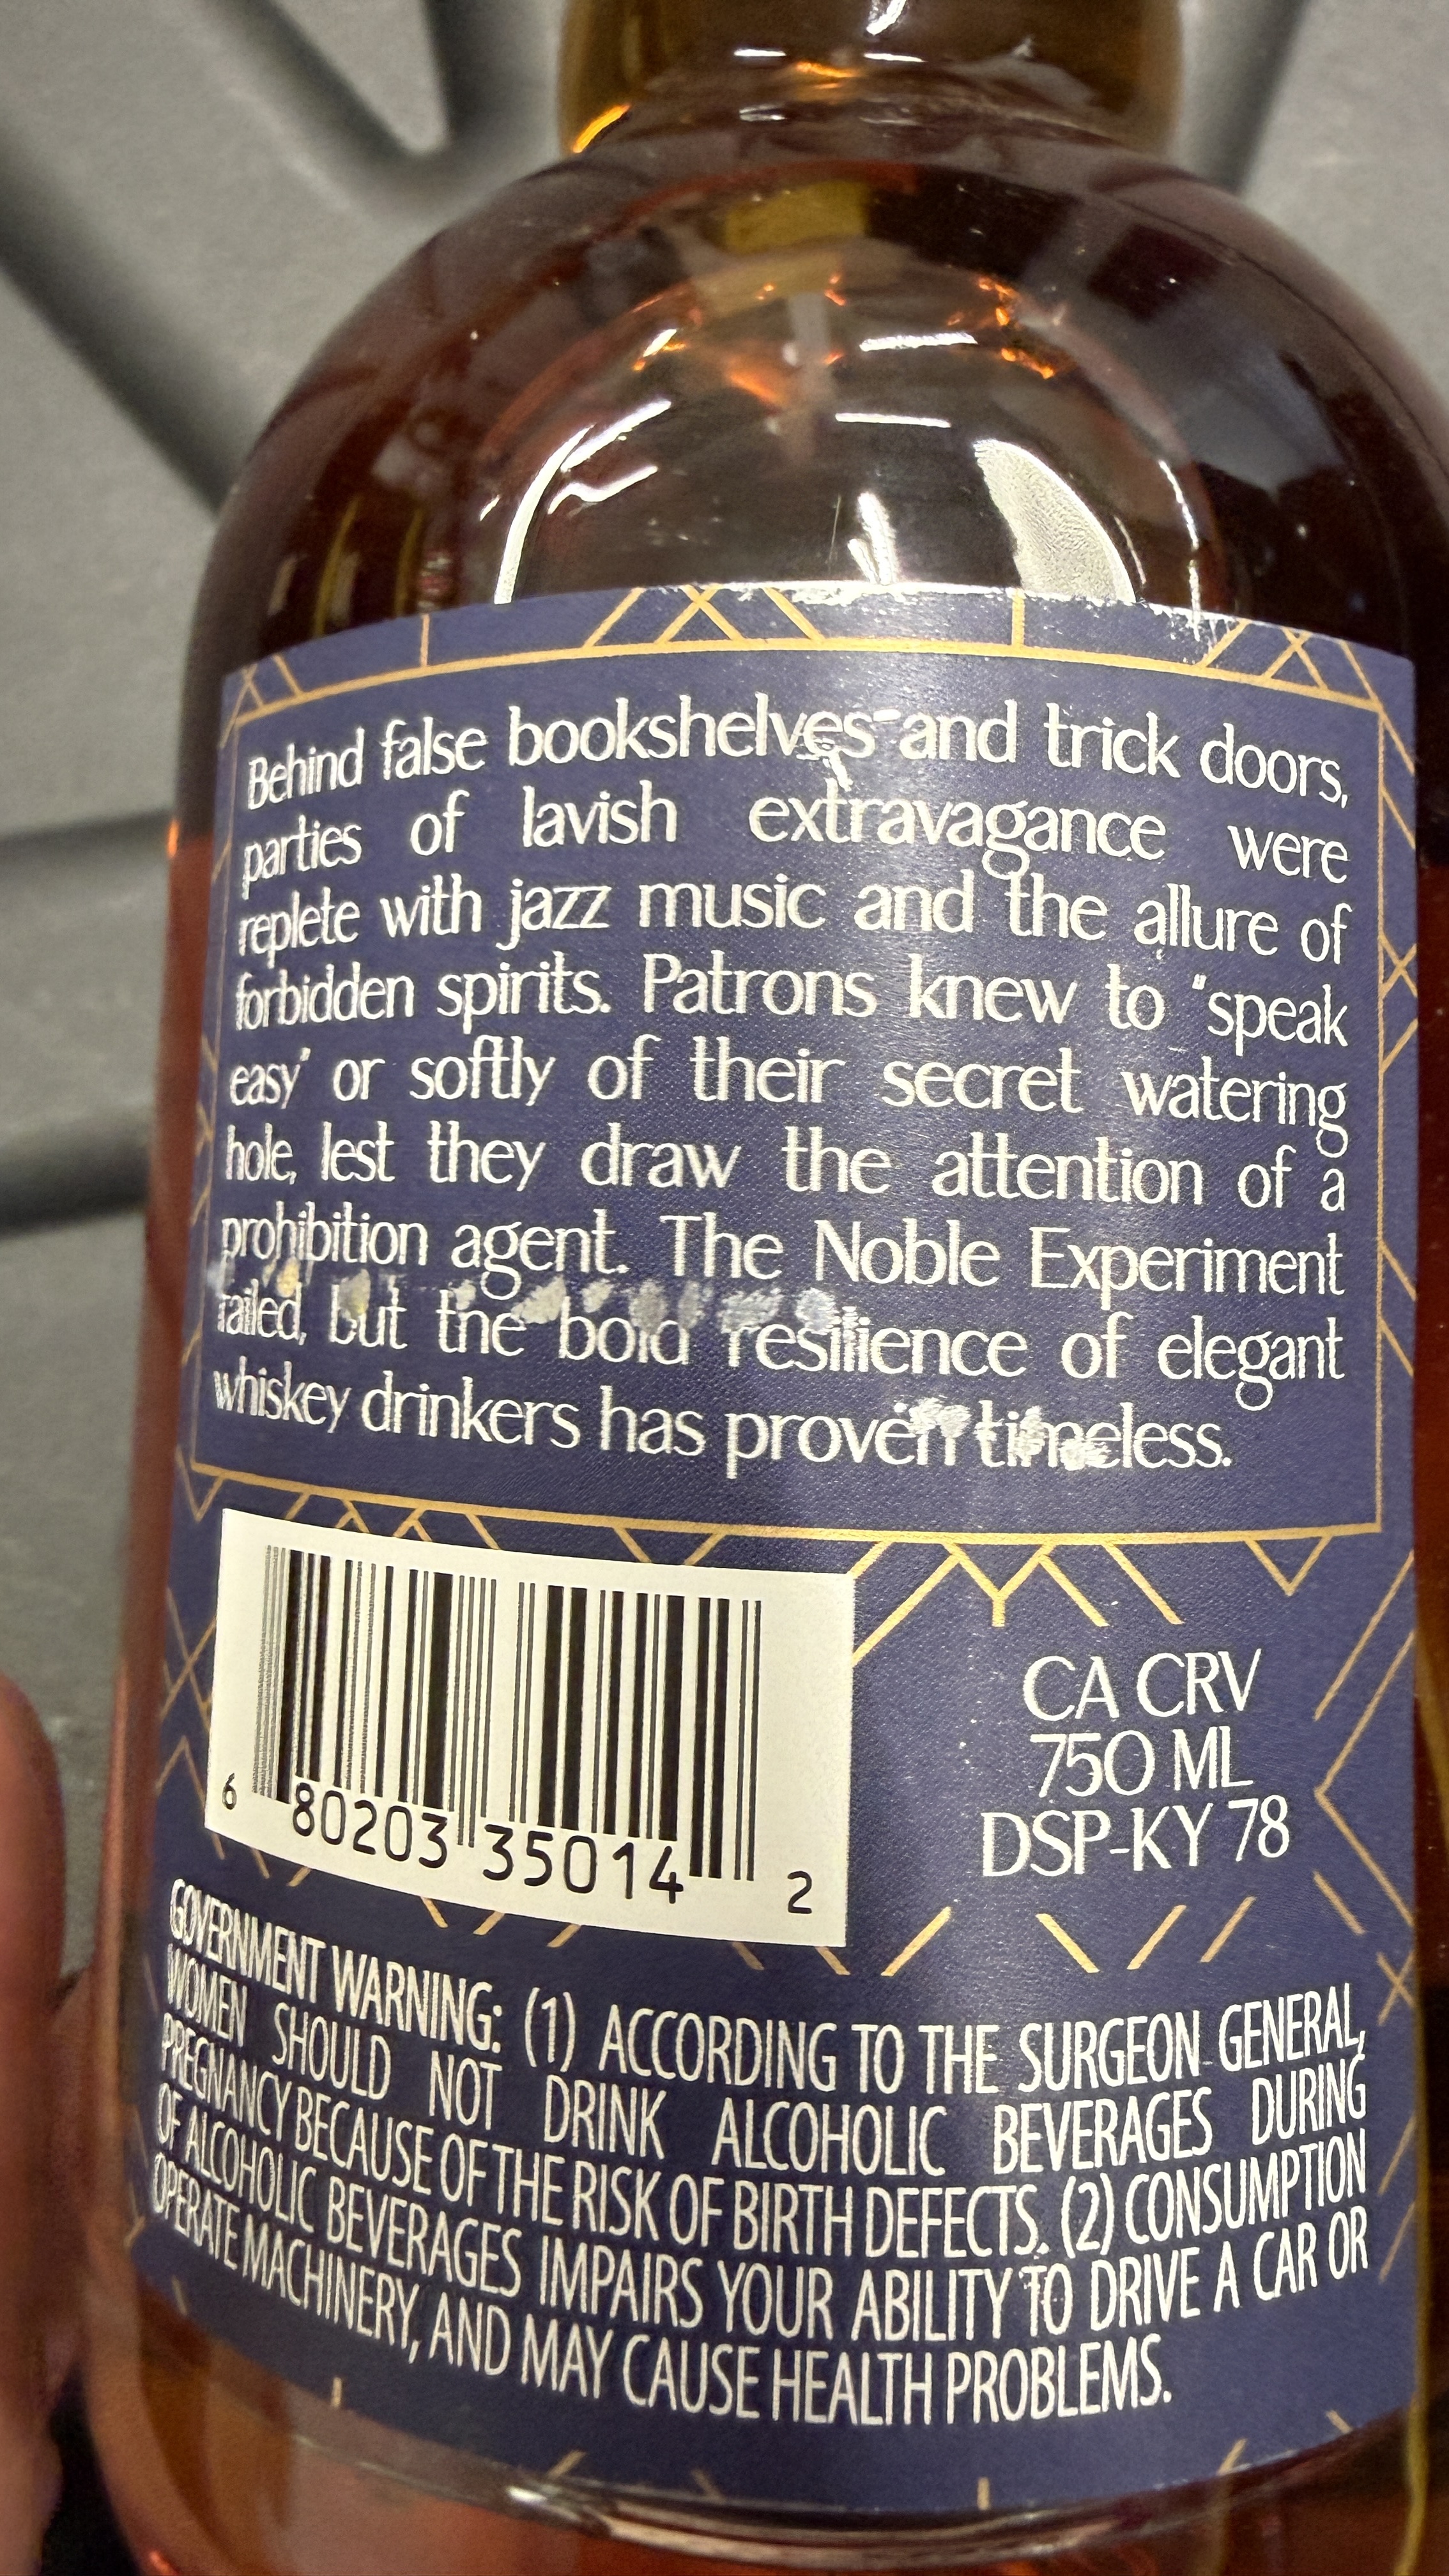 Behind false bookshelves and trick doors,
parties of lavish extravagance were
replete with jazz music and the allure of
forbidden spirits. Patrons knew to "speak
easy" or softly of their secret watering
hole, lest they draw the attention of a
prohibition agent. The Noble Experiment
failed, but the bold resilience of elegant
whiskey drinkers has proven timeless.
6 80203 35014 2
CA CRV
750 ML
DSP-KY 78
GOVERNMENT WARNING: (1) ACCORDING TO THE SURGEON GENERAL,
WOMEN SHOULD NOT DRINK ALCOHOLIC BEVERAGES DURING
PREGNANCY BECAUSE OF THE RISK OF BIRTH DEFECTS. (2) CONSUMPTION
OF ALCOHOLIC BEVERAGES IMPAIRS YOUR ABILITY TO DRIVE A CAR OR
OPERATE MACHINERY, AND MAY CAUSE HEALTH PROBLEMS.